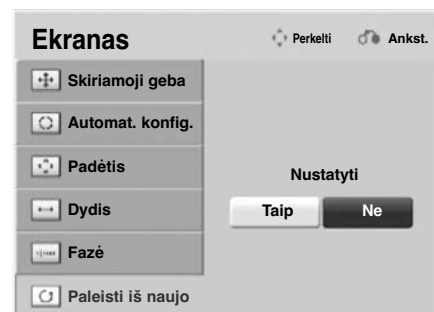 Ekranas
Perkelti
Ankst.
Skiriamoji geba
Automat. konfig.
Padėtis
Dydis
Fazė
Paleisti iš naujo
Nustatyti
Taip
Ne